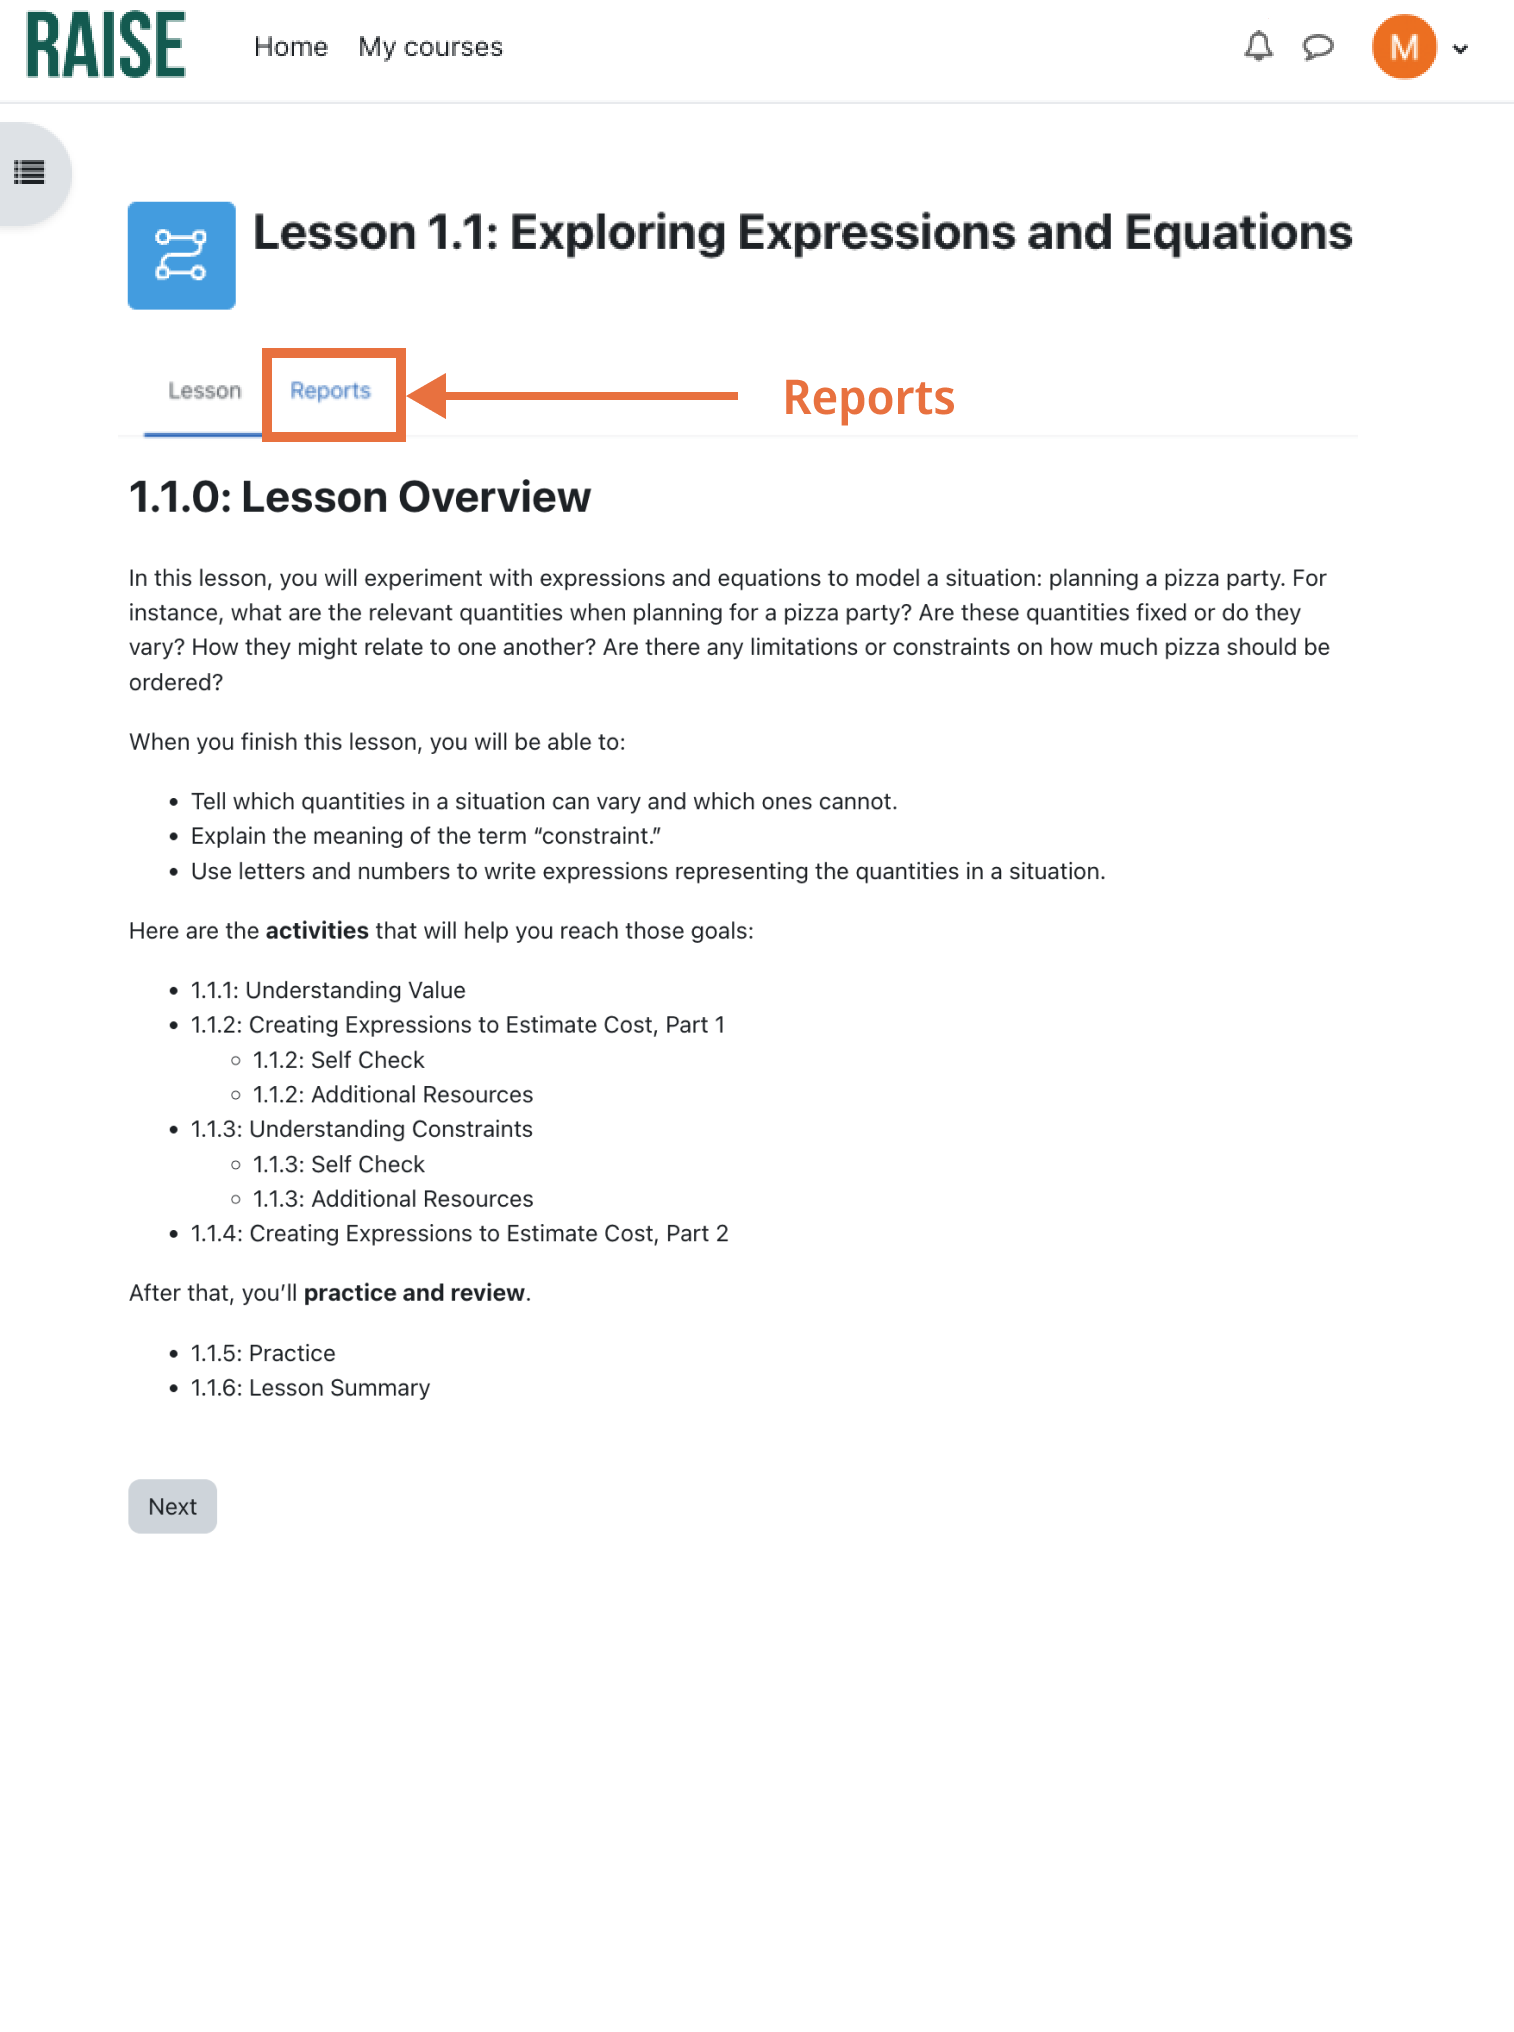 RAISE
Home My courses
M
Lesson 1.1: Exploring Expressions and Equations
Lesson Reports
Reports
1.1.0: Lesson Overview
In this lesson, you will experiment with expressions and equations to model a situation: planning a pizza party. For
instance, what are the relevant quantities when planning for a pizza party? Are these quantities fixed or do they
vary? How they might relate to one another? Are there any limitations or constraints on how much pizza should be
ordered?
When you finish this lesson, you will be able to:
• Tell which quantities in a situation can vary and which ones cannot.
• Explain the meaning of the term “constraint.”
• Use letters and numbers to write expressions representing the quantities in a situation.
Here are the activities that will help you reach those goals:
• 1.1.1: Understanding Value
• 1.1.2: Creating Expressions to Estimate Cost, Part 1
◦ 1.1.2: Self Check
◦ 1.1.2: Additional Resources
• 1.1.3: Understanding Constraints
◦ 1.1.3: Self Check
◦ 1.1.3: Additional Resources
• 1.1.4: Creating Expressions to Estimate Cost, Part 2
After that, you’ll practice and review.
• 1.1.5: Practice
• 1.1.6: Lesson Summary
Next